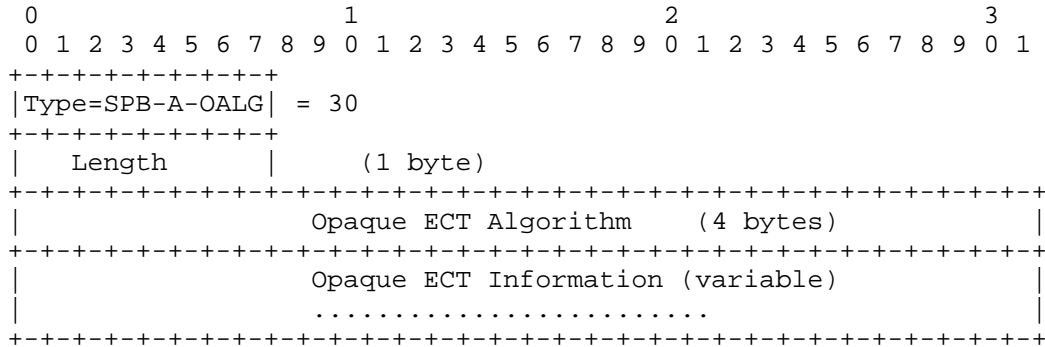 0                   1                   2                   3
 0 1 2 3 4 5 6 7 8 9 0 1 2 3 4 5 6 7 8 9 0 1 2 3 4 5 6 7 8 9 0 1
+-+-+-+-+-+-+-+-+
|Type=SPB-A-OALG| = 30
+-+-+-+-+-+-+-+-+
|   Length      |     (1 byte)
+-+-+-+-+-+-+-+-+-+-+-+-+-+-+-+-+-+-+-+-+-+-+-+-+-+-+-+-+-+-+-+-+
|                  Opaque ECT Algorithm   (4 bytes)             |
+-+-+-+-+-+-+-+-+-+-+-+-+-+-+-+-+-+-+-+-+-+-+-+-+-+-+-+-+-+-+-+-+
|                  Opaque ECT Information (variable)            |
|                  .........................                    |
+-+-+-+-+-+-+-+-+-+-+-+-+-+-+-+-+-+-+-+-+-+-+-+-+-+-+-+-+-+-+-+-+